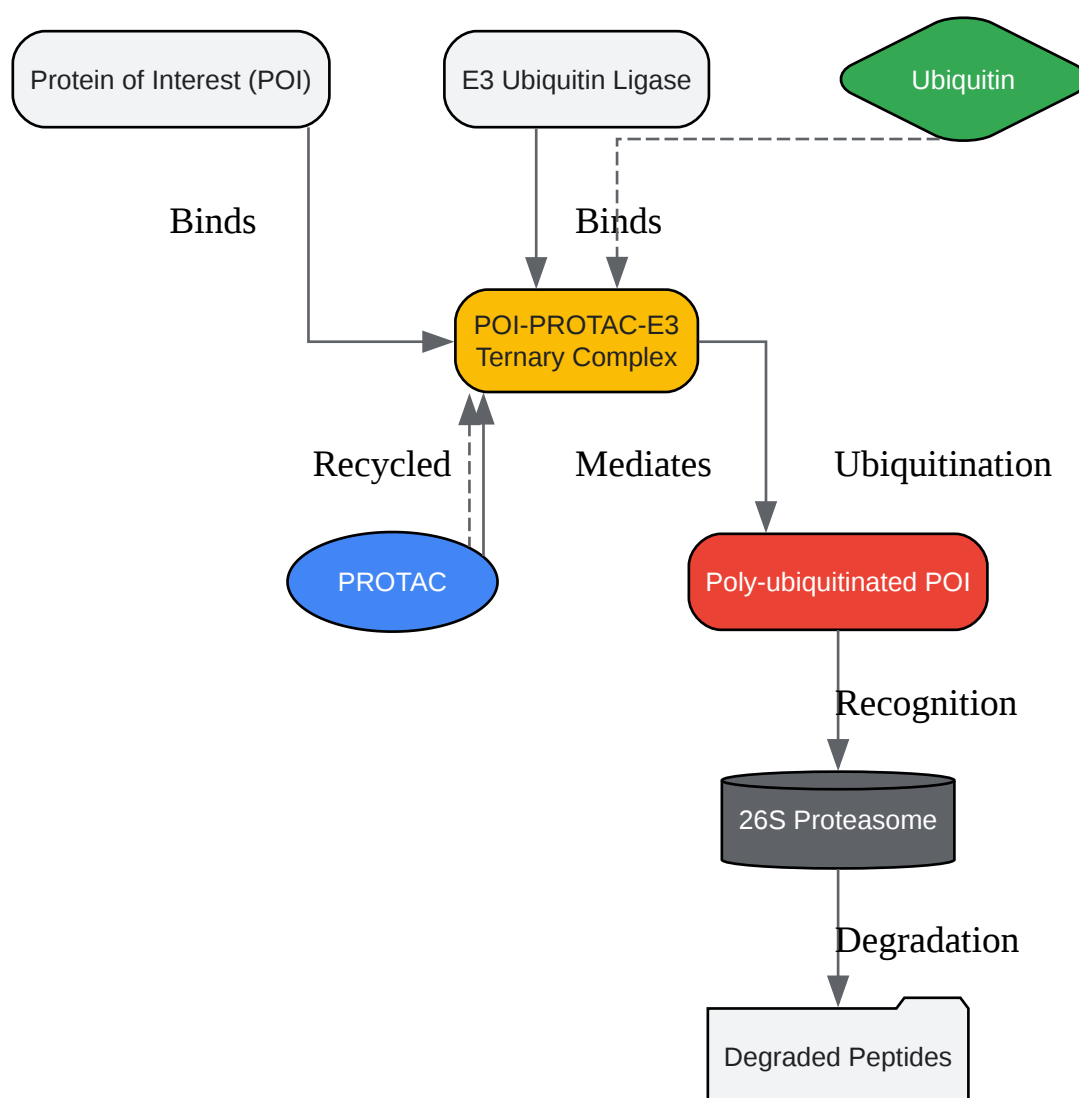 Protein of Interest (POI)
E3 Ubiquitin Ligase
Ubiquitin
Binds
Binds
POI-PROTAC-E3
Ternary Complex
Recycled
Mediates
Ubiquitination
PROTAC
Poly-ubiquitinated POI
Recognition
26S Proteasome
Degradation
Degraded Peptides